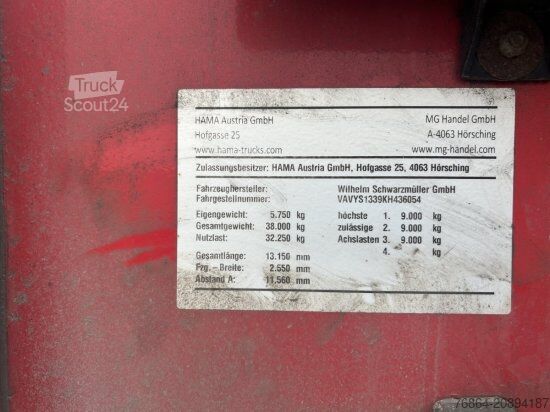 Truck
Scout24
HAMA Austria GmbH MG Handel GmbH
Hofgasse 25 A-4063 Hörsching
www.hama-trucks.com www.mg-handel.com
Zulassungsbesitzer: HAMA Austria GmbH, Hofgasse 25, 4063 Hörsching
Fahrzeughersteller: Wilhelm Schwarzmüller GmbH
Fahrgestellnummer: VAVYS1339KH436054
Eigengewicht: 5.750 kg höchste 1. 9.000 kg
Gesamtgewicht: 38.000 kg zulässige 2. 9.000 kg
Nutzlast: 32.250 kg Achslasten 3. 9.000 kg
4. kg
Gesamtlänge: 13.150 mm
Fzg. - Breite: 2.550 mm
Abstand A: 11.560 mm
76864-20894187